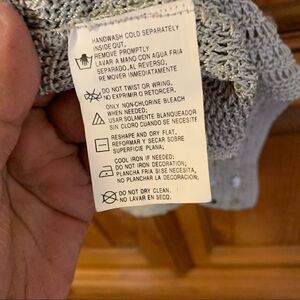 HANDWASH COLD SEPARATELY
INSIDE OUT,
REMOVE PROMPTLY
LAVAR A MANO CON AGUA FRIA
SEPARADO, AL REVERSO,
REMOVER INMEDIATAMENTE
DO NOT TWIST OR WRING,
NO EXPRIMIR O RETORCER,
ONLY NON-CHLORINE BLEACH
WHEN NEEDED;
USAR SOLAMENTE BLANQUEADOR
SIN CLORO CUANDO SE NECESITE
RESHAPE AND DRY FLAT,
REFORMAR Y SECAR SOBRE
SUPERFICIE PLANA;
COOL IRON IF NEEDED;
DO NOT IRON DECORATION;
PLANCHA FRIA SI SE NECESITA,
NO PLANCHAR LA DECORACION;
DO NOT DRY CLEAN,
NO LAVAR EN SECO,